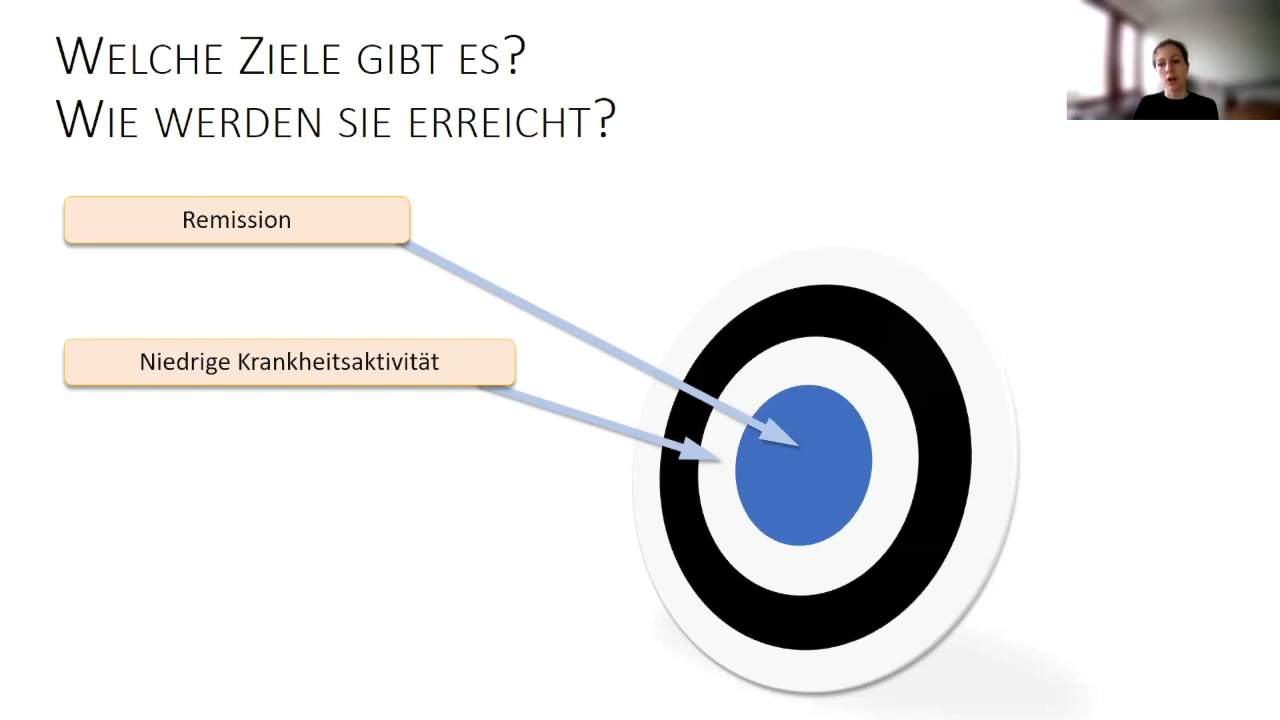 Welche Ziele gibt es?
Wie werden sie erreicht?
Remission
Niedrige Krankheitsaktivität